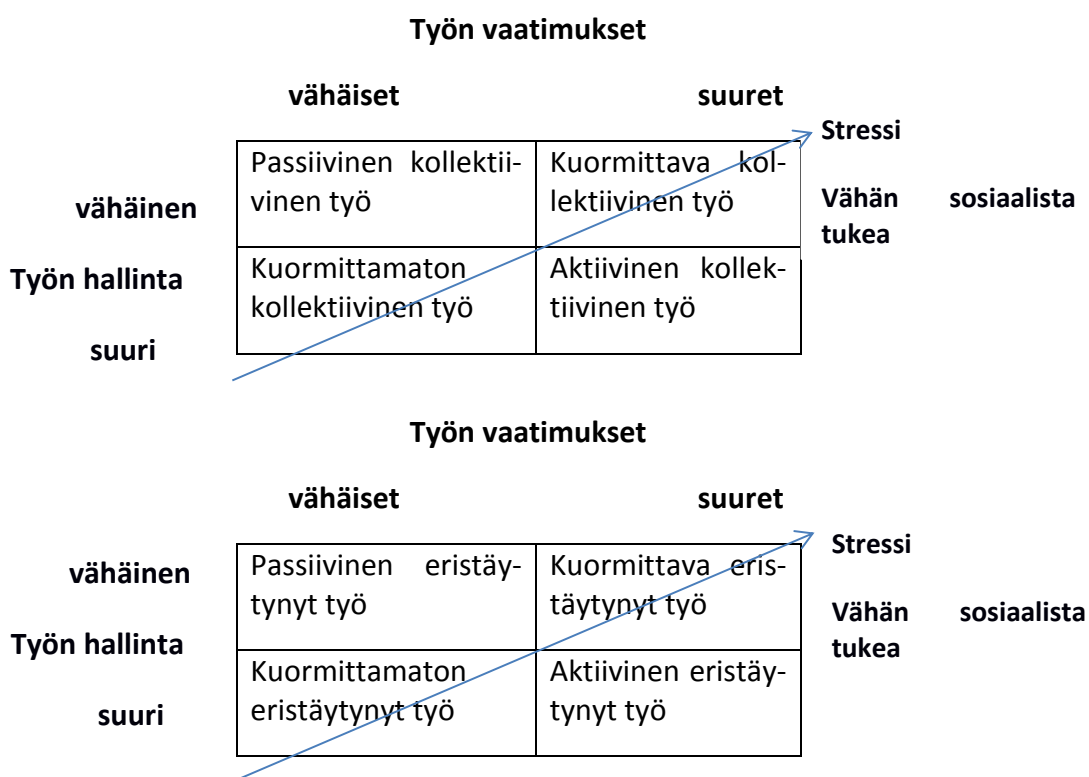 Työn vaatimukset
vähäiset suuret
Stressi
Passiivinen kollektii-
vinen työ
Kuormittava kol-
lektiivinen työ
vähäinen
Vähän sosiaalista
tukea
Työn hallinta
Kuormittamaton
kollektiivinen työ
Aktiivinen kollek-
tiivinen työ
suuri
Työn vaatimukset
vähäiset suuret
Stressi
vähäinen
Passiivinen eristäy-
tynyt työ
Kuormittava eris-
täytynyt työ
Vähän sosiaalista
tukea
Työn hallinta
Kuormittamaton
eristäytynyt työ
Aktiivinen eristäy-
tynyt työ
suuri